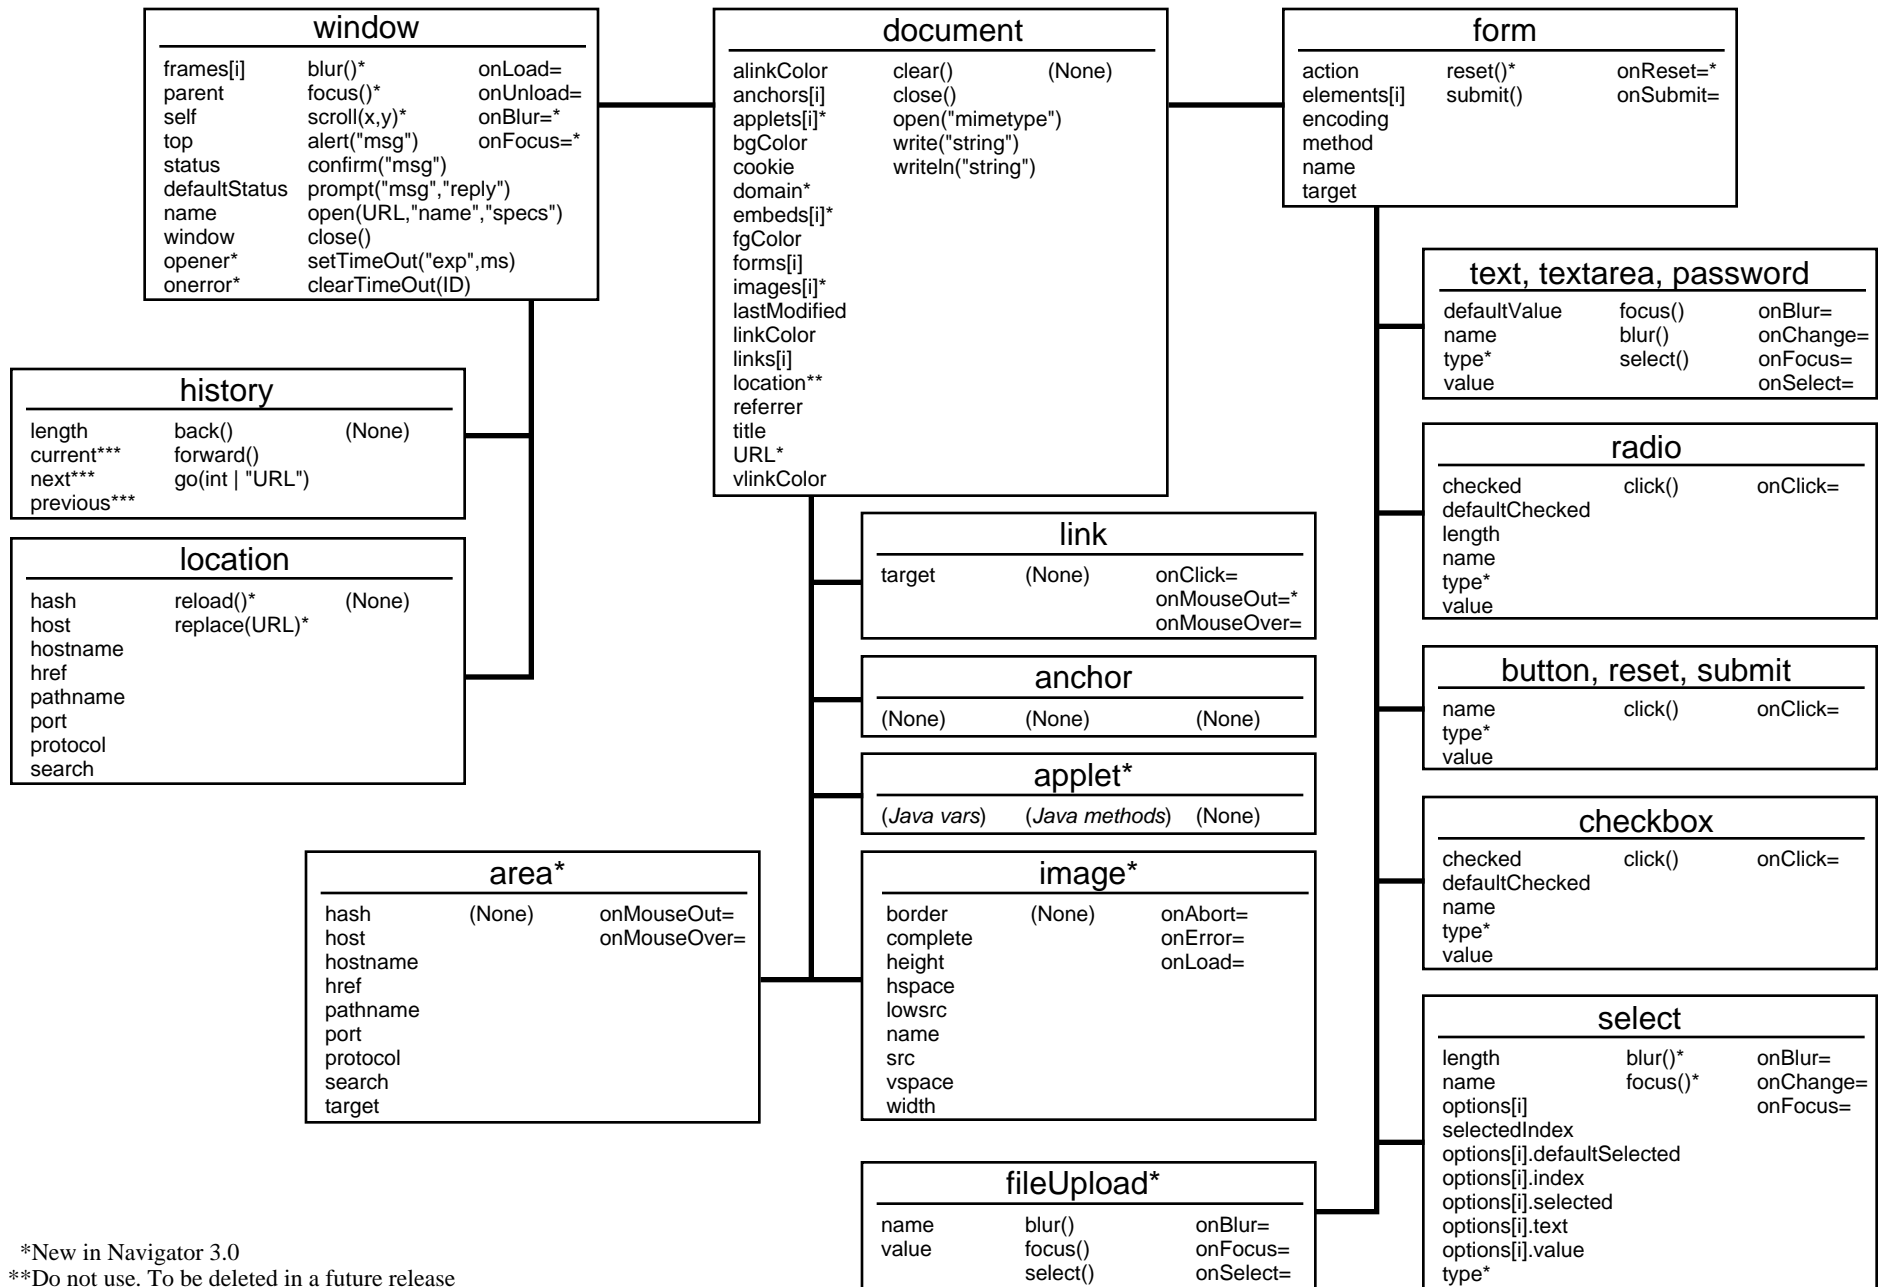 window
frames[i] blur()* onLoad=
parent focus()* onUnload=
self scroll(x,y)* onBlur=*
top alert("msg") onFocus=*
status confirm("msg")
defaultStatus prompt("msg","reply")
name open(URL,"name","specs")
window close()
opener* setTimeOut("exp",ms)
onerror* clearTimeOut(ID)
document
alinkColor clear() (None)
anchors[i] close()
applets[i]* open("mimetype")
bgColor write("string")
cookie writeln("string")
domain*
embeds[i]*
fgColor
forms[i]
images[i]*
lastModified
linkColor
links[i]
location**
referrer
title
URL*
vlinkColor
form
action reset()* onReset=*
elements[i] submit() onSubmit=
encoding
method
name
target
text, textarea, password
defaultValue focus() onBlur=
name blur() onChange=
type* select() onFocus=
value onSelect=
history
length back() (None)
current*** forward()
next*** go(int | "URL")
previous***
radio
checked click() onClick=
defaultChecked
length
name
type*
value
location
hash reload()* (None)
host replace(URL)*
hostname
href
pathname
port
protocol
search
link
target (None) onClick=
onMouseOut=*
onMouseOver=
anchor
(None) (None) (None)
button, reset, submit
name click() onClick=
type*
value
applet*
(Java vars) (Java methods) (None)
checkbox
checked click() onClick=
defaultChecked
name
type*
value
area*
hash (None) onMouseOut=
host onMouseOver=
hostname
href
pathname
port
protocol
search
target
image*
border (None) onAbort=
complete onError=
height onLoad=
hspace
lowsrc
name
src
vspace
width
select
length blur()* onBlur=
name focus()* onChange=
options[i] onFocus=
selectedIndex
options[i].defaultSelected
options[i].index
options[i].selected
options[i].text
options[i].value
type*
fileUpload*
name blur() onBlur=
value focus() onFocus=
select() onSelect=
*New in Navigator 3.0
**Do not use. To be deleted in a future release